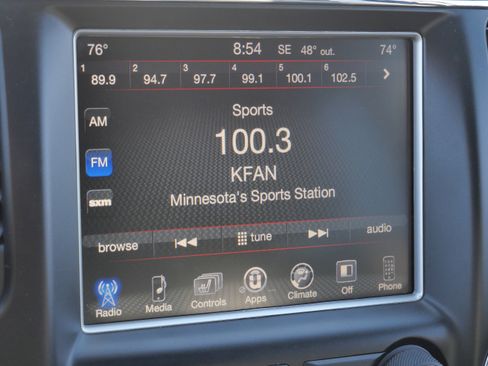 76° 8:54 SE 48° out. 74°
1 2 3 4 5 6
89.9 94.7 97.7 99.1 100.1 102.5
AM
FM
sxm
Sports
100.3
KFAN
Minnesota's Sports Station
browse tune audio
Radio Media Controls Apps Climate Off Phone